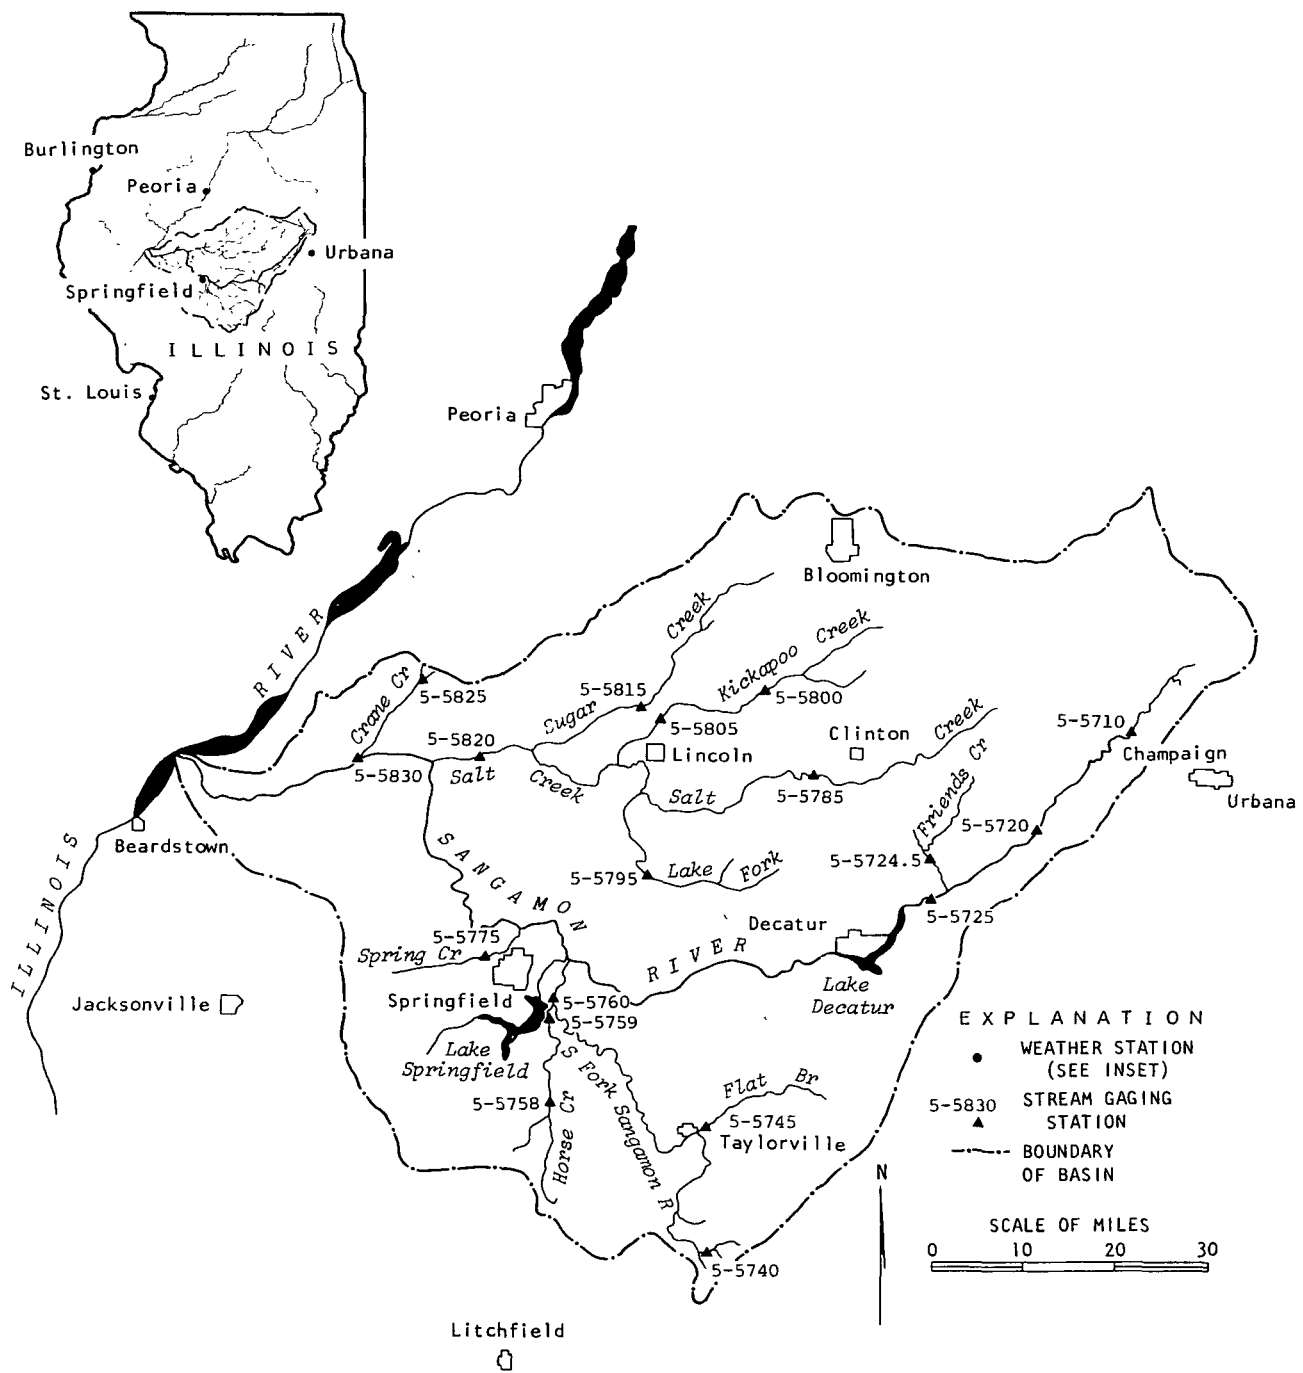 Burlington
Peoria
Urbana
Springfield
ILLINOIS
St. Louis
Peoria
Bloomington
RIVER
Creek
Kickapoo Creek
Crane Cr
5-5825
5-5815
5-5800
Sugar
5-5805
Clinton
Creek
5-5710
5-5820
Lincoln
Champaign
5-5830
Salt
Creek
Salt
5-5785
Friends Cr
Urbana
Beardstown
SANGAMON
5-5720
5-5724.5
5-5795
Lake Fork
5-5725
ILLINOIS
Decatur
5-5775
Spring Cr
RIVER
Jacksonville
Springfield
5-5760
Lake
Decatur
5-5759
Lake
Springfield
S Fork Sangamon R
Flat Br
5-5758
Horse Cr
5-5745
Taylorville
5-5740
Litchfield
EXPLANATION
WEATHER STATION
(SEE INSET)
5-5830 STREAM GAGING
STATION
BOUNDARY
OF BASIN
N
SCALE OF MILES
0 10 20 30